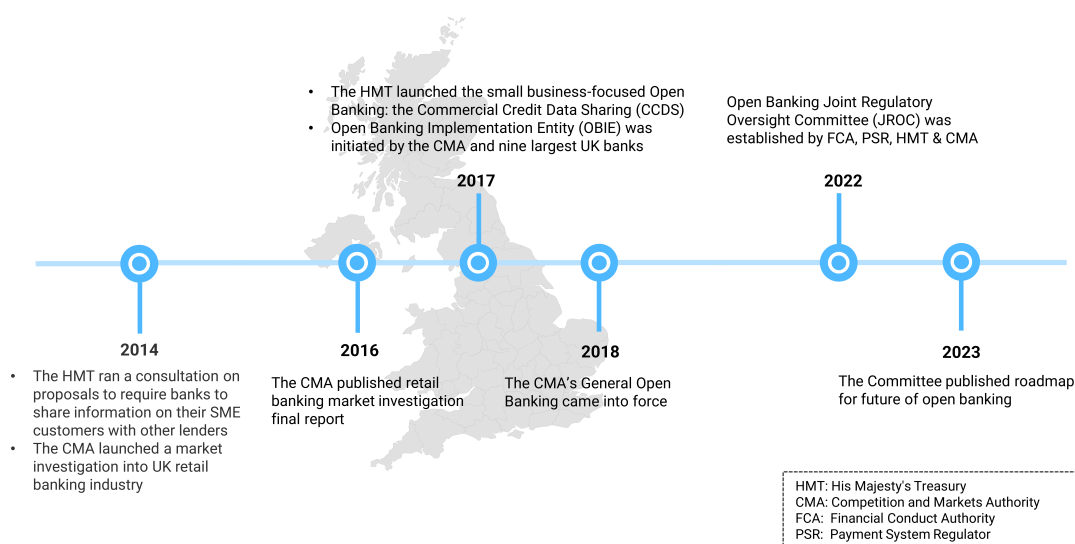 • The HMT launched the small business-focused Open
Banking: the Commercial Credit Data Sharing (CCDS)
• Open Banking Implementation Entity (OBIE) was
initiated by the CMA and nine largest UK banks
2017
Open Banking Joint Regulatory
Oversight Committee (JROC) was
established by FCA, PSR, HMT & CMA
2022
2014
• The HMT ran a consultation on
proposals to require banks to
share information on their SME
customers with other lenders
• The CMA launched a market
investigation into UK retail
banking industry
2016
The CMA published retail
banking market investigation
final report
2018
The CMA's General Open
Banking came into force
2023
The Committee published roadmap
for future of open banking
HMT: His Majesty's Treasury
CMA: Competition and Markets Authority
FCA: Financial Conduct Authority
PSR: Payment System Regulator